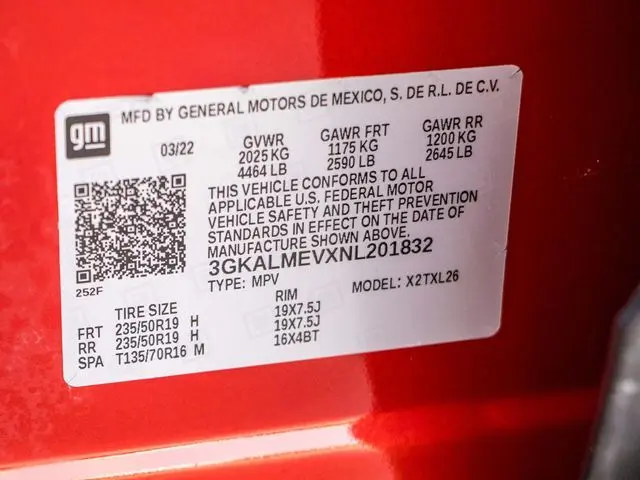 gm
MFD BY GENERAL MOTORS DE MEXICO, S. DE R.L. DE C.V.
03/22 GVWR GAWR FRT GAWR RR
2025 KG 1175 KG 1200 KG
4464 LB 2590 LB 2645 LB
THIS VEHICLE CONFORMS TO ALL
APPLICABLE U.S. FEDERAL MOTOR
VEHICLE SAFETY AND THEFT PREVENTION
STANDARDS IN EFFECT ON THE DATE OF
MANUFACTURE SHOWN ABOVE.
3GKALMEVXNL201832
252F
TYPE: MPV MODEL: X2TXL26
TIRE SIZE RIM
FRT 235/50R19 H 19X7.5J
RR 235/50R19 H 19X7.5J
SPA T135/70R16 M 16X4BT